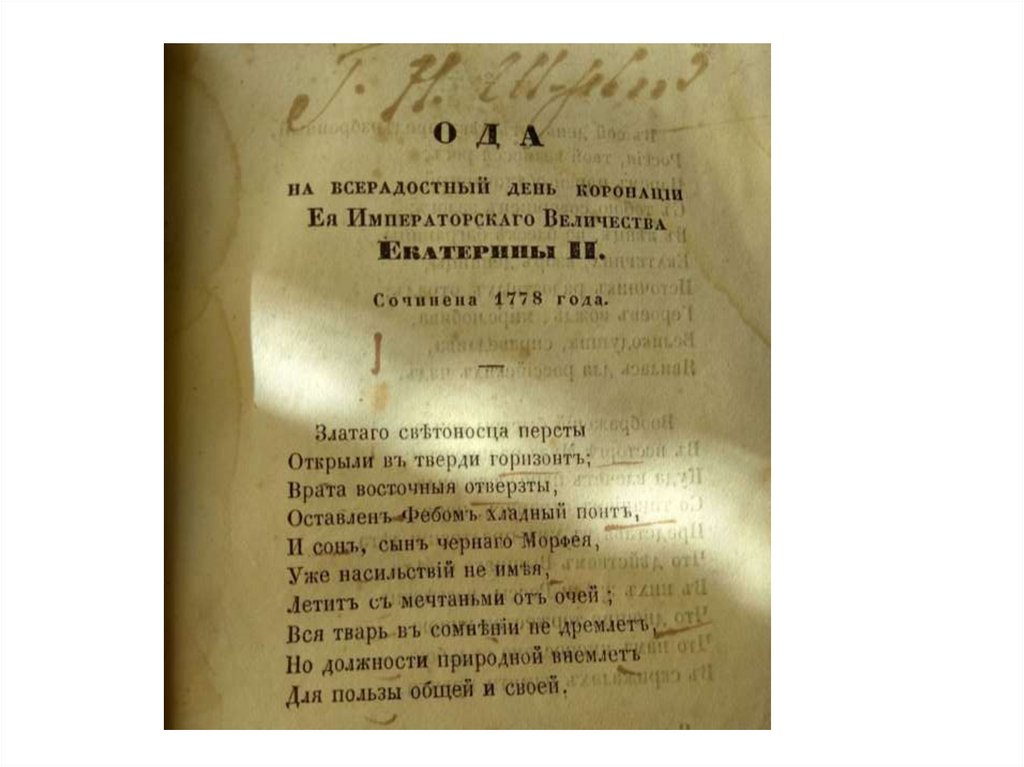 Г. Н.
ОДА
НА ВСЕРАДОСТНЫЙ ДЕНЬ КОРОНАЦІИ
ЕЯ ИМПЕРАТОРСКАГО ВЕЛИЧЕСТВА
ЕКАТЕРИНЫ II.
Сочинена 1778 года.
Златаго свѣтоносца персты
Открыли въ тверди горизонтъ;
Врата восточныя отверзты,
Оставленъ Фебомъ хладный понтъ,
И сонъ, сынъ чернаго Морфея,
Уже насильствій не имѣя,
Летитъ съ мечтаньми отъ очей;
Вся тварь въ сомнѣніи не дремлетъ,
Но должности природной внемлетъ
Для пользы общей и своей.